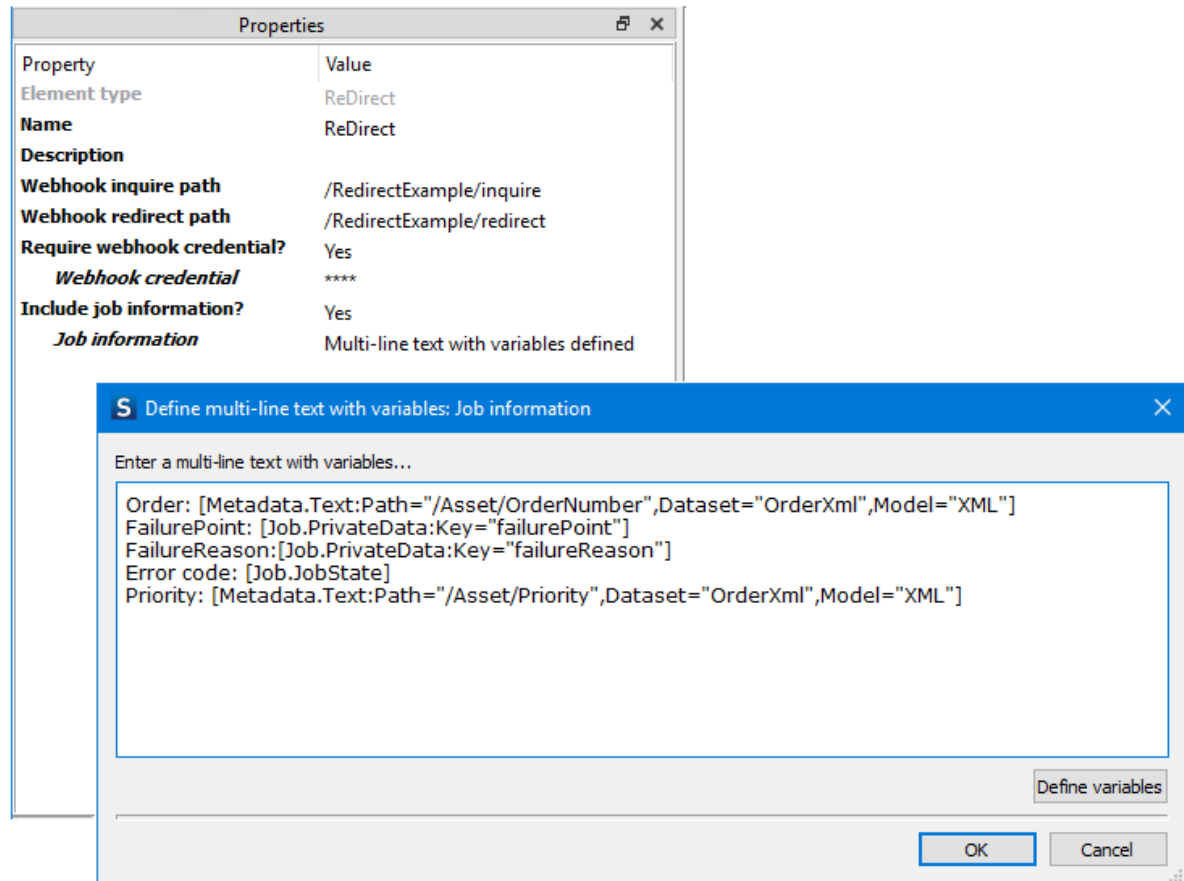 Properties
Property Value
Element type ReDirect
Name ReDirect
Description
Webhook inquire path /RedirectExample/inquire
Webhook redirect path /RedirectExample/redirect
Require webhook credential? Yes
Webhook credential ****
Include job information? Yes
Job information Multi-line text with variables defined
S Define multi-line text with variables: Job information
Enter a multi-line text with variables...
Order: [Metadata.Text:Path="/Asset/OrderNumber",Dataset="OrderXml",Model="XML"]
FailurePoint: [Job.PrivateData:Key="failurePoint"]
FailureReason:[Job.PrivateData:Key="failureReason"]
Error code: [Job.JobState]
Priority: [Metadata.Text:Path="/Asset/Priority",Dataset="OrderXml",Model="XML"]
Define variables
OK Cancel